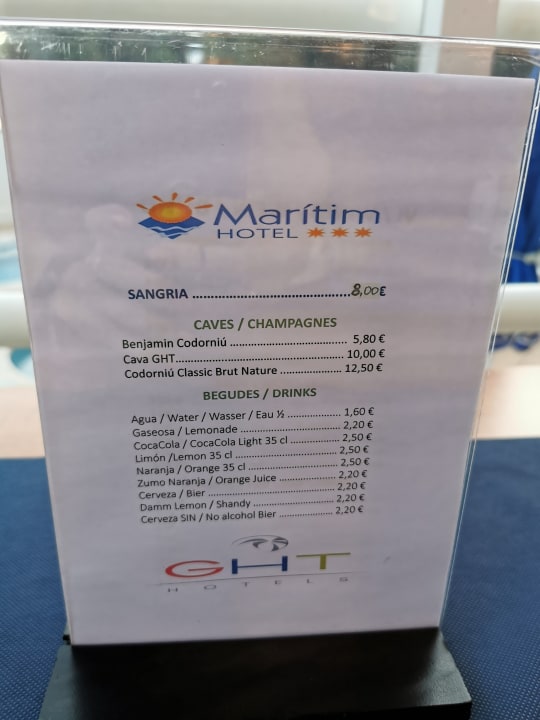 Marítim
HOTEL ★★★
SANGRIA ............................................8,00€
CAVES / CHAMPAGNES
Benjamin Codorniú .................................. 5,80 €
Cava GHT................................................ 10,00 €
Codorniú Classic Brut Nature .................. 12,50 €
BEGUDES / DRINKS
Agua / Water / Wasser / Eau ½ ................ 1,60 €
Gaseosa / Lemonade ............................... 2,20 €
CocaCola / CocaCola Light 35 cl ............... 2,50 €
Limón /Lemon 35 cl ................................ 2,50 €
Naranja / Orange 35 cl ............................ 2,50 €
Zumo Naranja / Orange Juice .................. 2,20 €
Cerveza / Bier ........................................ 2,20 €
Damm Lemon / Shandy .......................... 2,20 €
Cerveza SIN / No alcohol Bier ................. 2,20 €
GHT
HOTELS